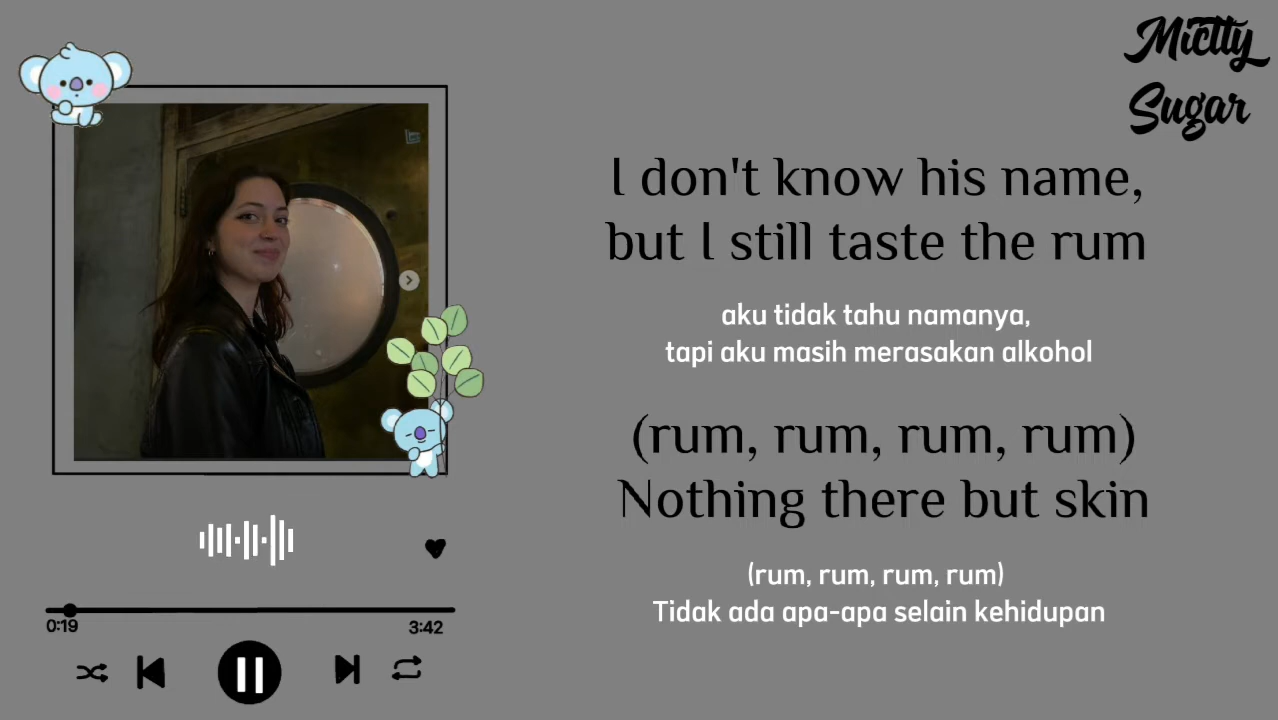 Mictty
Sugar
I don't know his name,
but I still taste the rum
aku tidak tahu namanya,
tapi aku masih merasakan alkohol
(rum, rum, rum, rum)
Nothing there but skin
(rum, rum, rum, rum)
Tidak ada apa-apa selain kehidupan
0:19
3:42